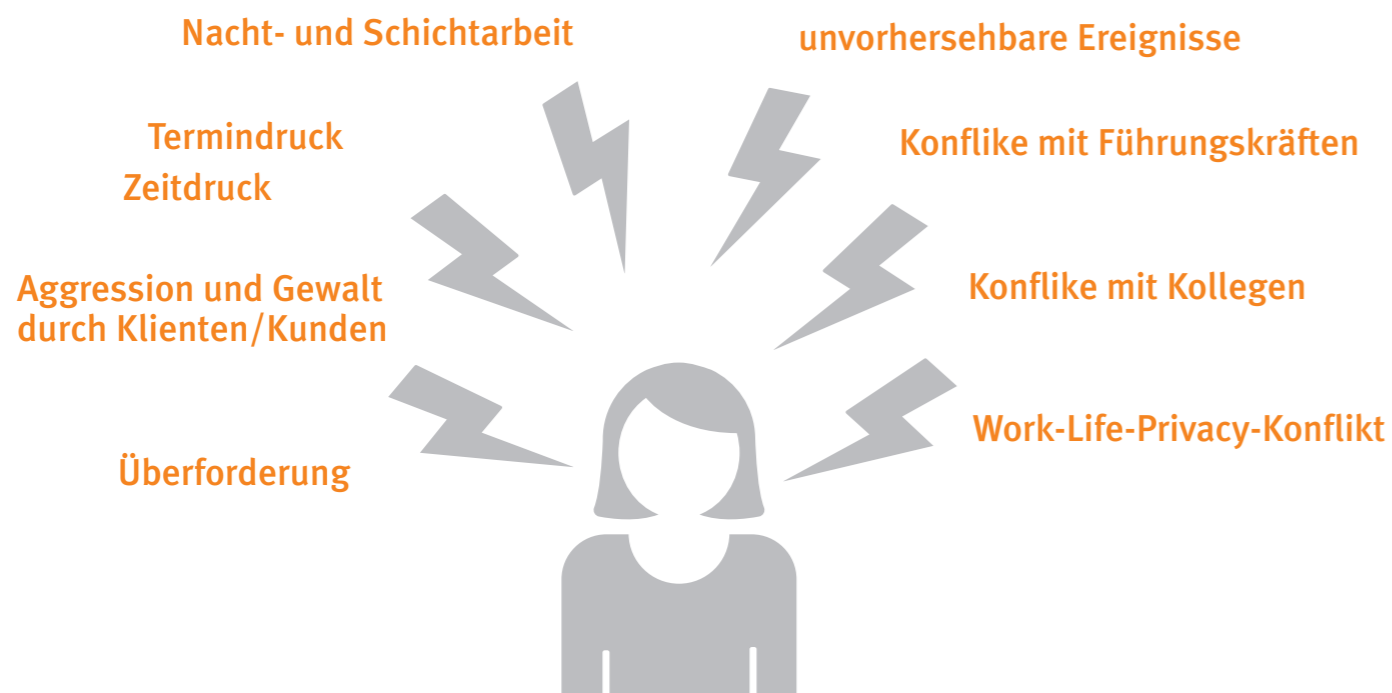 Nacht- und Schichtarbeit
unvorhersehbare Ereignisse
Termindruck
Konflike mit Führungskräften
Zeitdruck
Aggression und Gewalt
durch Klienten/Kunden
Konflike mit Kollegen
Work-Life-Privacy-Konflikt
Überforderung